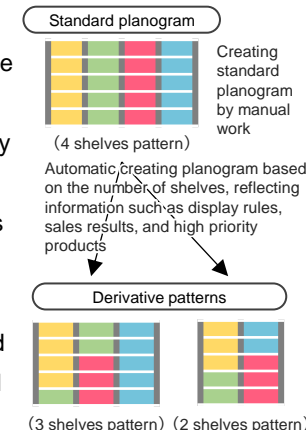 Standard planogram
Creating
standard
planogram
by manual
work
(4 shelves pattern)
Automatic creating planogram based
on the number of shelves, reflecting
information such as display rules,
sales results, and high priority
products
Derivative patterns
(3 shelves pattern) (2 shelves pattern)